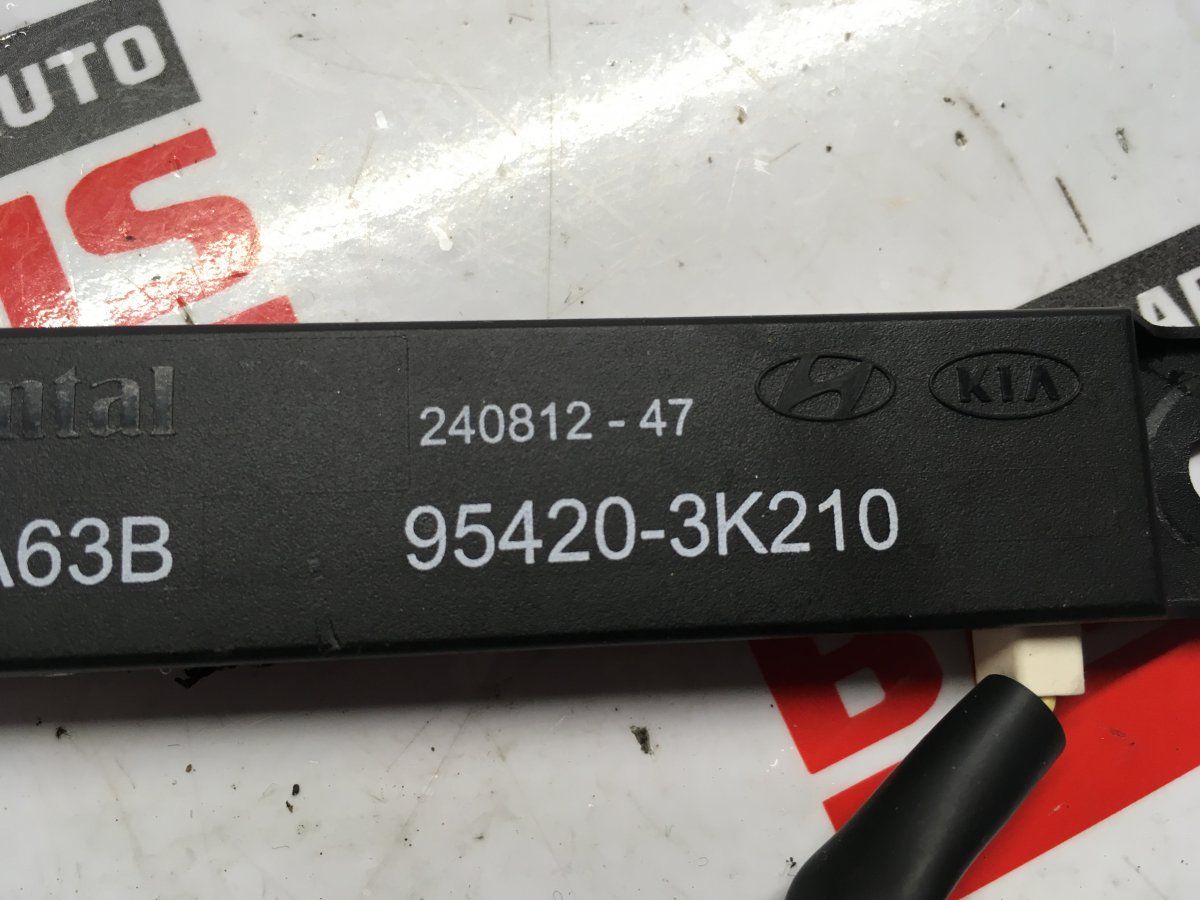 UTO
ntal
240812 - 47
KIA
A63B
95420-3K210